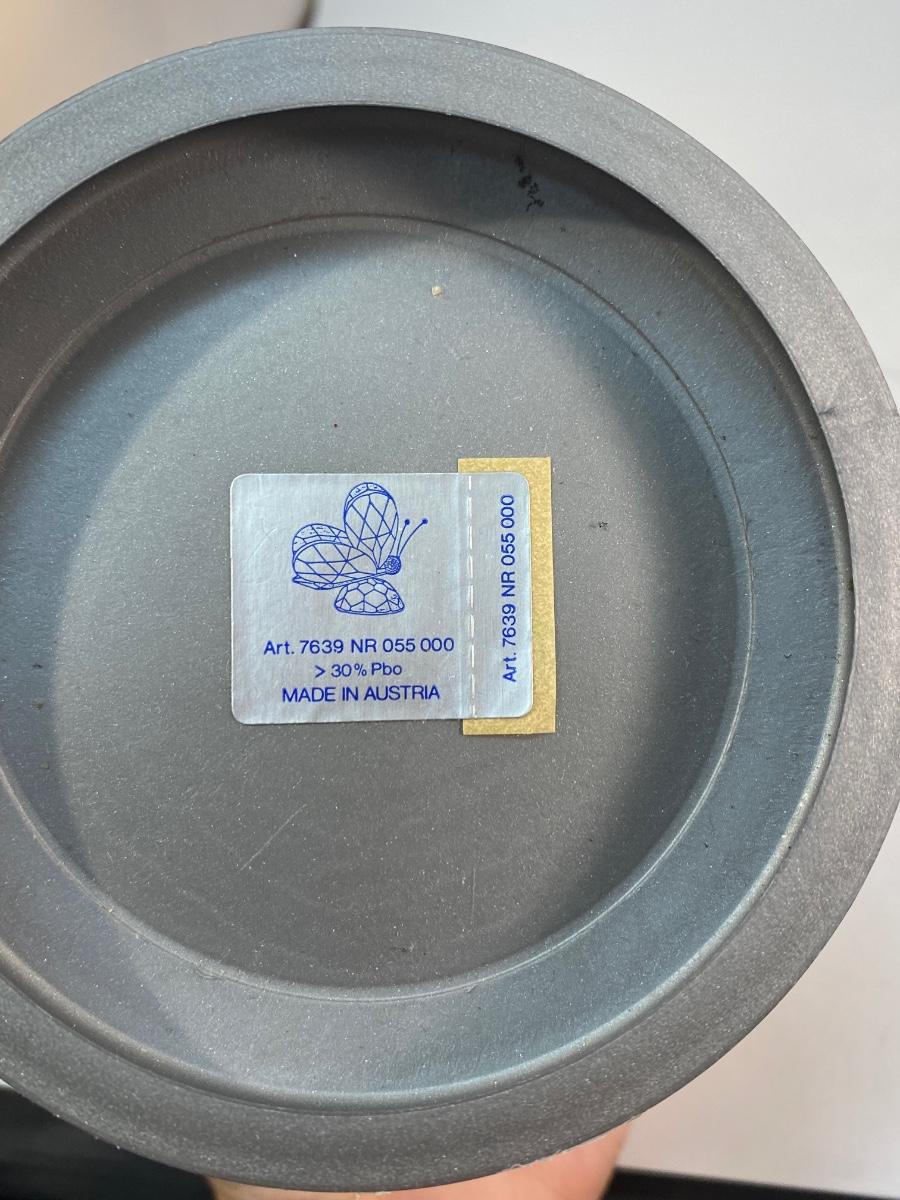 Art. 7639 NR 055 000
> 30% Pbo
MADE IN AUSTRIA
Art. 7639 NR 055 000